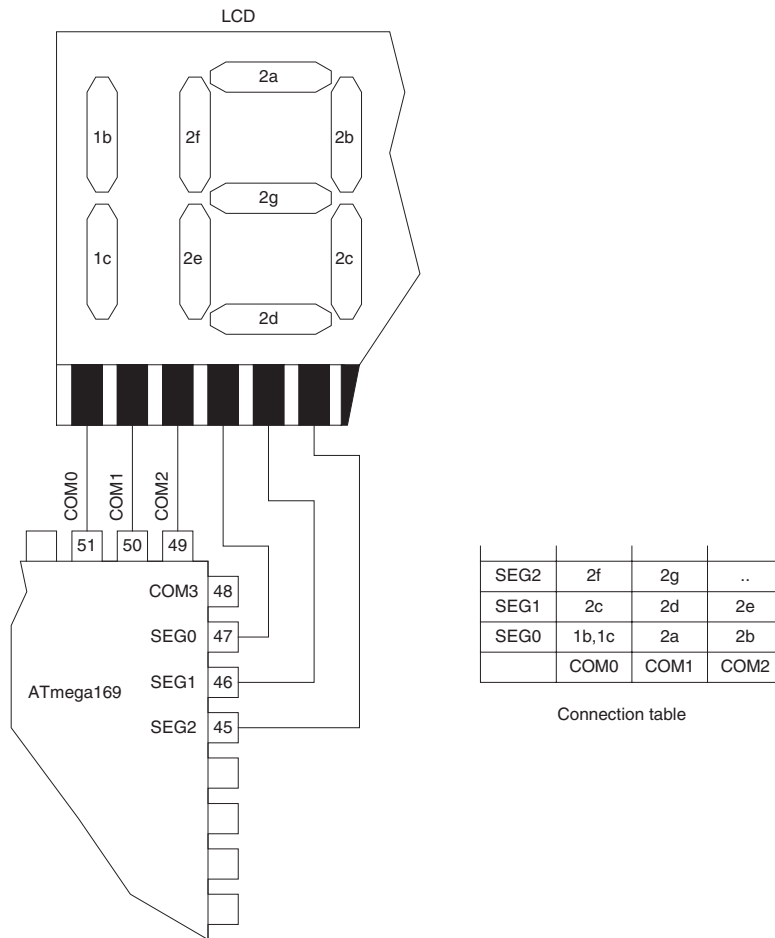 LCD
2a
1b 2f 2b
2g
1c 2e 2c
2d
COM0 COM1 COM2
51 50 49
COM3 48
SEG0 47
ATmega169 SEG1 46
SEG2 45
SEG2 2f 2g ..
SEG1 2c 2d 2e
SEG0 1b,1c 2a 2b
COM0 COM1 COM2
Connection table